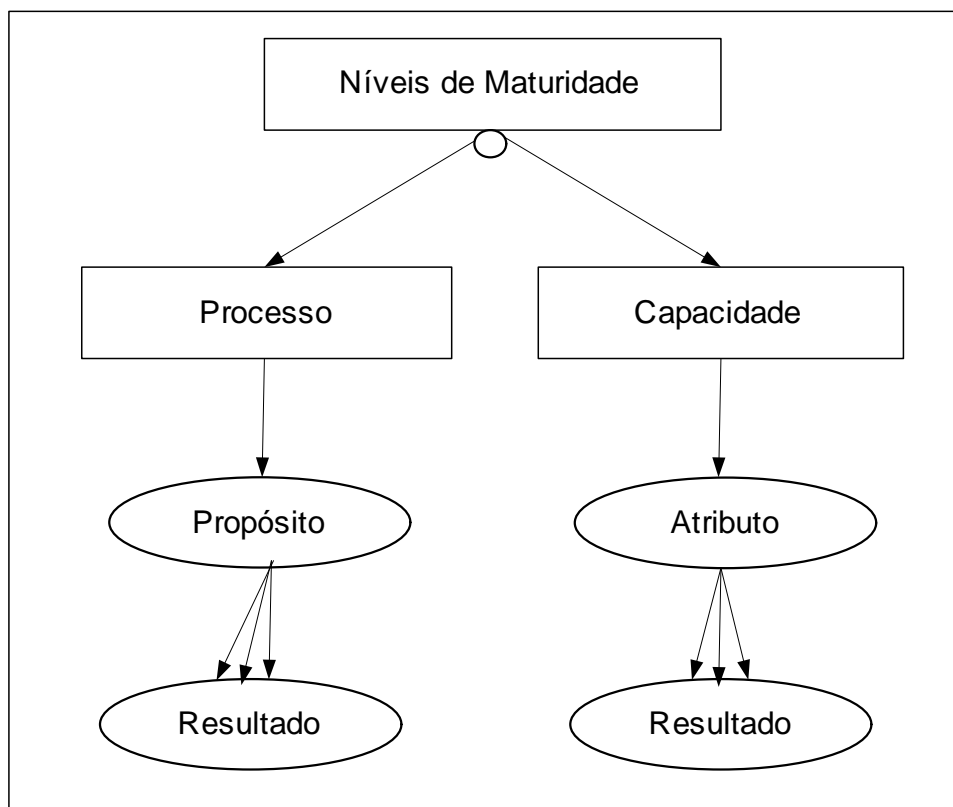 Níveis de Maturidade
Processo
Capacidade
Propósito
Atributo
Resultado
Resultado